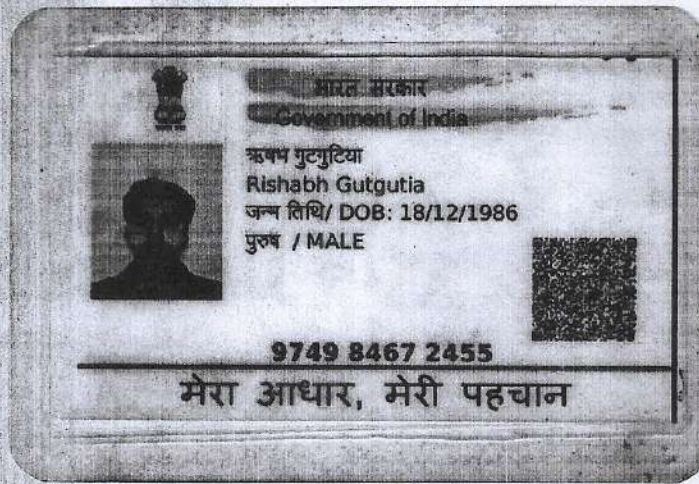 भारत सरकार
Government of India
ऋषभ गुटगुटिया
Rishabh Gutgutia
जन्म तिथि/ DOB: 18/12/1986
पुरुष / MALE
9749 8467 2455
मेरा आधार, मेरी पहचान